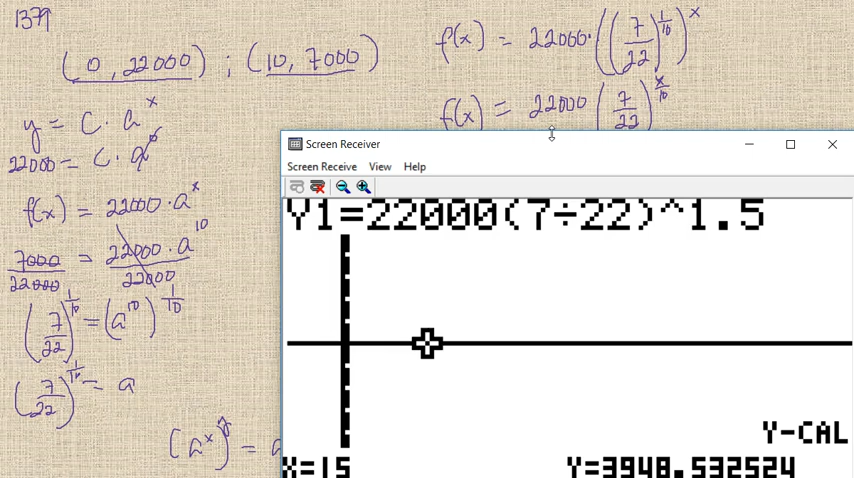 1379
(0, 22000) ; (10, 7000)
y = C · a^x
22000 = C · a^0
f(x) = 22000 · a^x
7000/22000 = 22000 · a^10/22000
(7/22)^1/10 = (a^10)^1/10
(7/22)^1/10 = a
f(x) = 22000 · ((7/22)^1/10)^x
f(x) = 22000 (7/22)^x/10
Screen Receiver
Screen Receive View Help
Y1=22000(7÷22)^1.5
Y-CAL
X=15 Y=3948.532524